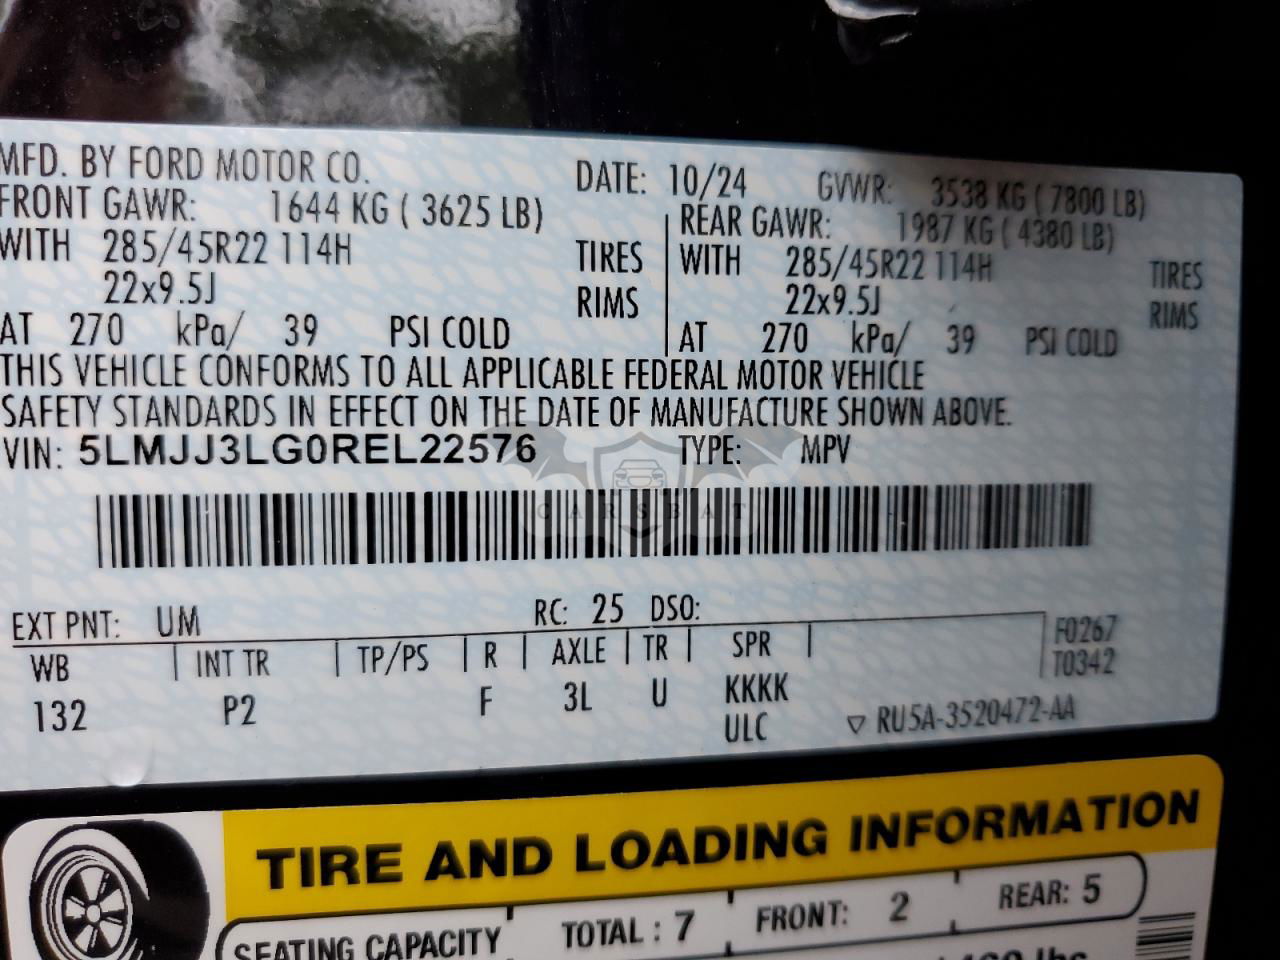 MFD. BY FORD MOTOR CO. DATE: 10/24 GVWR: 3538 KG ( 7800 LB)
FRONT GAWR: 1644 KG ( 3625 LB) REAR GAWR: 1987 KG ( 4380 LB)
WITH 285/45R22 114H TIRES WITH 285/45R22 114H TIRES
22x9.5J RIMS 22x9.5J RIMS
AT 270 kPa/ 39 PSI COLD AT 270 kPa/ 39 PSI COLD
THIS VEHICLE CONFORMS TO ALL APPLICABLE FEDERAL MOTOR VEHICLE
SAFETY STANDARDS IN EFFECT ON THE DATE OF MANUFACTURE SHOWN ABOVE.
VIN: 5LMJJ3LG0REL22576 TYPE: MPV
CARSBAT
EXT PNT: UM RC: 25 DSO:
WB INT TR TP/PS R AXLE TR SPR F0267
132 P2 F 3L U KKKK T0342
ULC RU5A-3520472-AA
TIRE AND LOADING INFORMATION
SEATING CAPACITY TOTAL : 7 FRONT: 2 REAR: 5
lbs